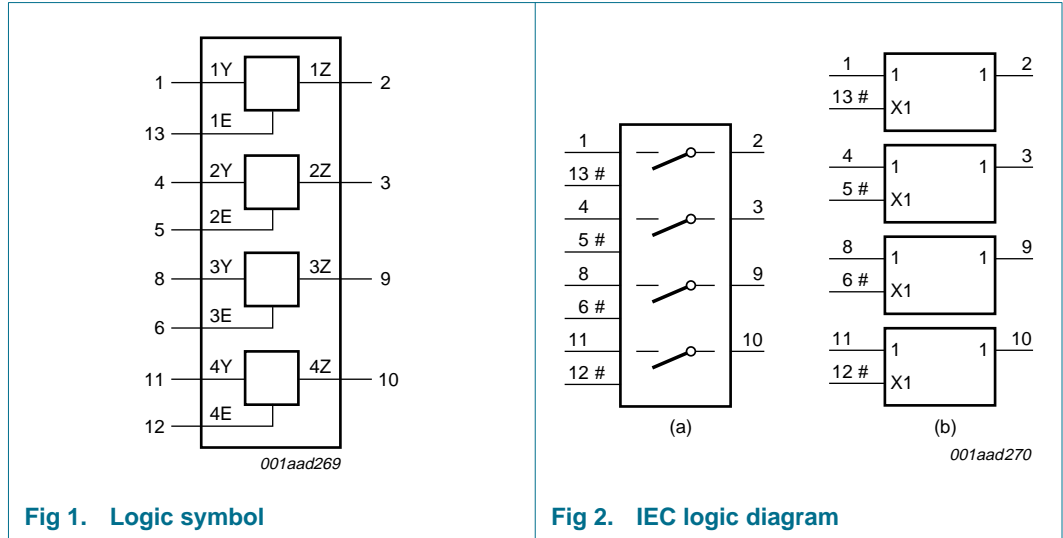 1Y 1Z
1 2
1E
13
2Y 2Z
4 3
2E
5
3Y 3Z
8 9
3E
6
4Y 4Z
11 10
4E
12
001aad269
Fig 1. Logic symbol
1 2
13 #
4 3
5 #
8 9
6 #
11 10
12 #
(a)
1 2
1 1
13 #
X1
4 3
1 1
5 #
X1
8 9
1 1
6 #
X1
11 10
1 1
12 #
X1
(b)
001aad270
Fig 2. IEC logic diagram